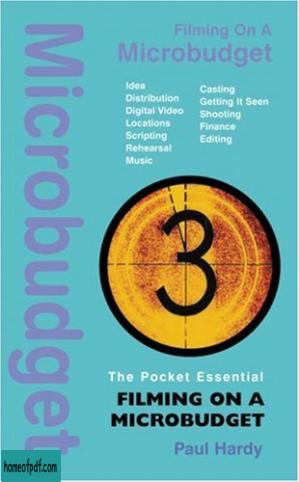 Microbudget
Filming On A
Microbudget
Idea
Distribution
Digital Video
Locations
Scripting
Rehearsal
Music
Casting
Getting It Seen
Shooting
Finance
Editing
3
The Pocket Essential
FILMING ON A
MICROBUDGET
Paul Hardy
homeofpdf.com